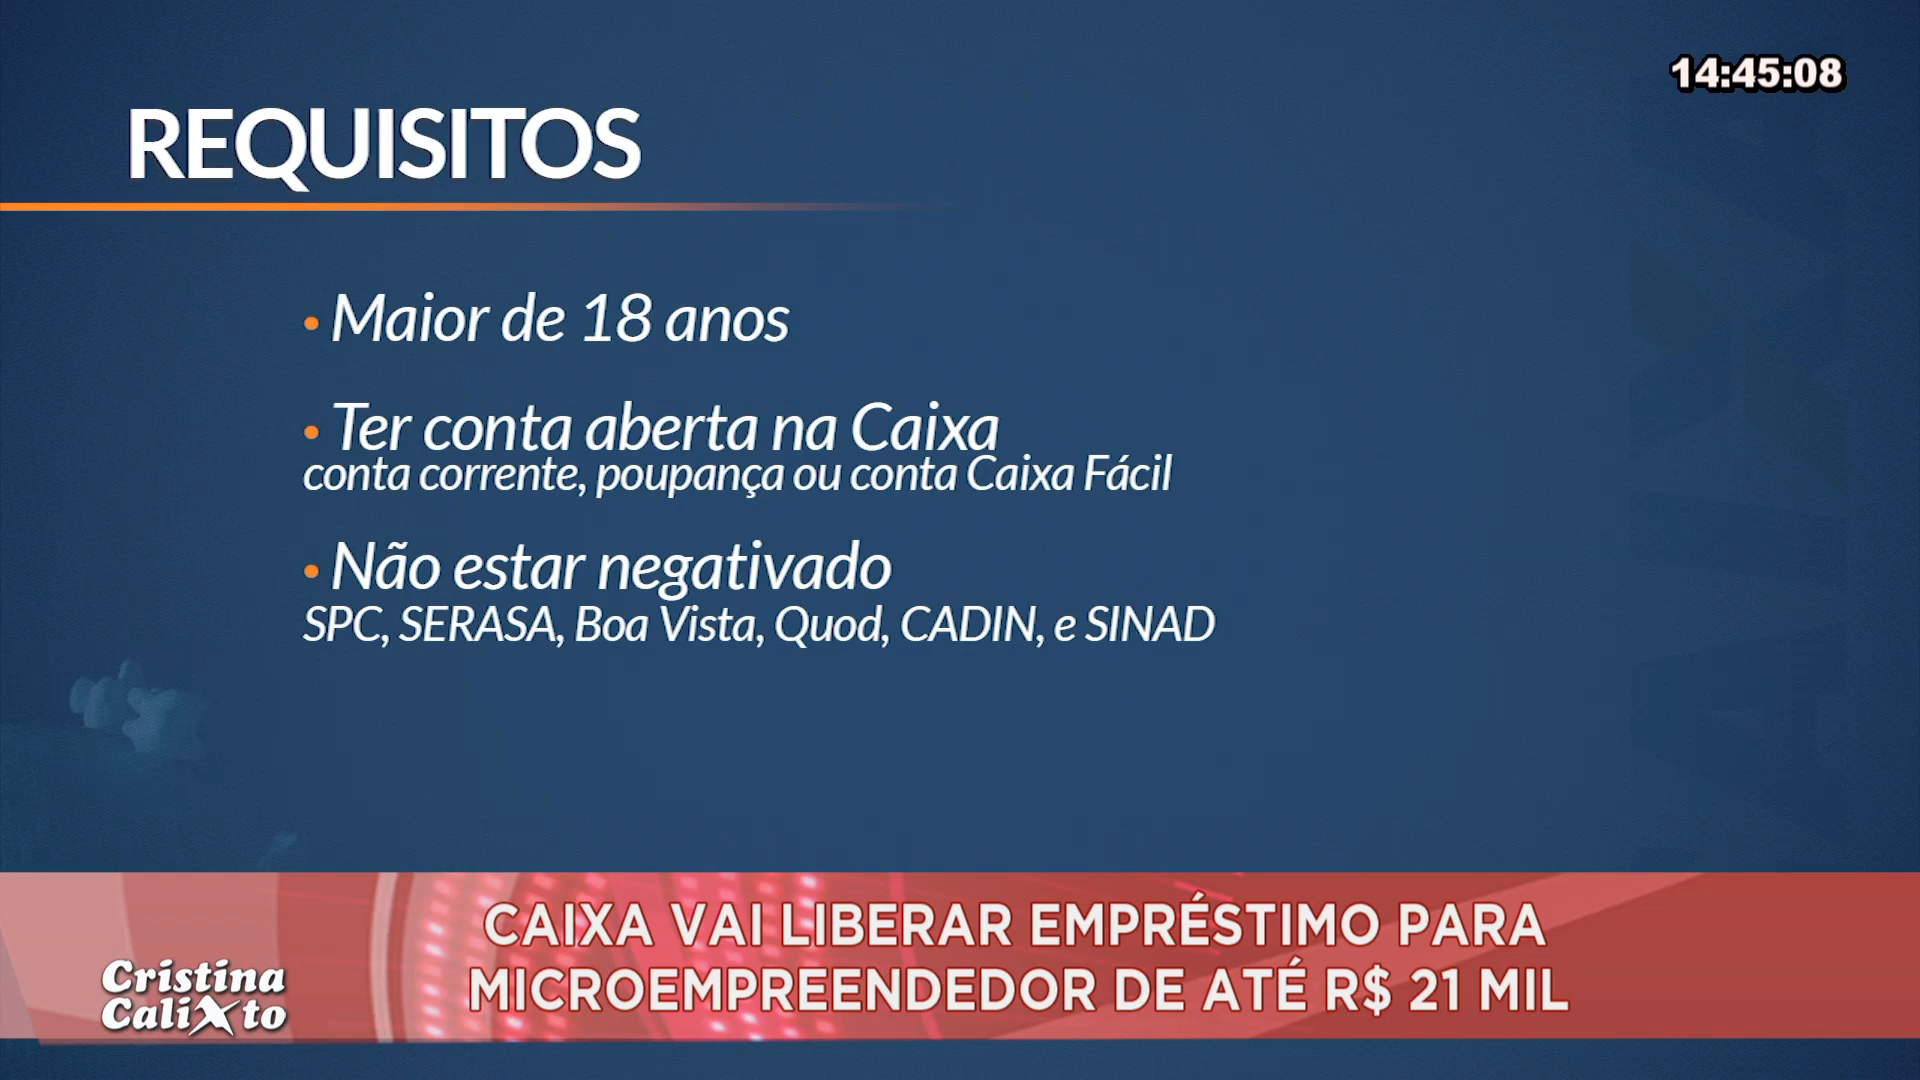 14:45:08
REQUISITOS
• Maior de 18 anos
• Ter conta aberta na Caixa
conta corrente, poupança ou conta Caixa Fácil
• Não estar negativado
SPC, SERASA, Boa Vista, Quod, CADIN, e SINAD
CAIXA VAI LIBERAR EMPRÉSTIMO PARA
MICROEMPREENDEDOR DE ATÉ R$ 21 MIL
Cristina
Calixto